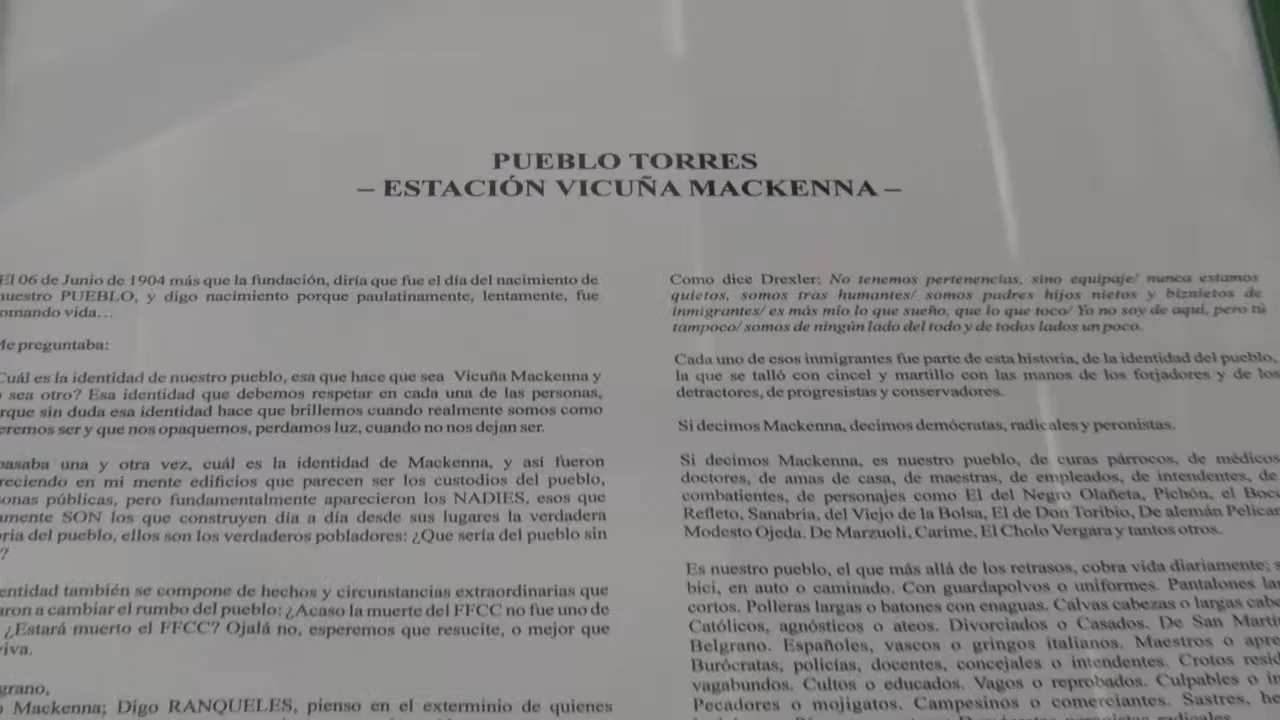 PUEBLO TORRES
– ESTACIÓN VICUÑA MACKENNA –
El 06 de Junio de 1904 más que la fundación, diría que fue el día del nacimiento de
nuestro PUEBLO, y digo nacimiento porque paulatinamente, lentamente, fue
omando vida…
Me preguntaba:
Cuál es la identidad de nuestro pueblo, esa que hace que sea Vicuña Mackenna y
sea otro? Esa identidad que debemos respetar en cada una de las personas,
rque sin duda esa identidad hace que brillemos cuando realmente somos como
eremos ser y que nos opaquemos, perdamos luz, cuando no nos dejan ser.
pasaba una y otra vez, cuál es la identidad de Mackenna, y así fueron
reciendo en mi mente edificios que parecen ser los custodios del pueblo,
onas públicas, pero fundamentalmente aparecieron los NADIES, esos que
amente SON los que construyen día a día desde sus lugares la verdadera
ria del pueblo, ellos son los verdaderos pobladores: ¿Que sería del pueblo sin
?
entidad también se compone de hechos y circunstancias extraordinarias que
aron a cambiar el rumbo del pueblo: ¿Acaso la muerte del FFCC no fue uno de
¿Estará muerto el FFCC? Ojalá no, esperemos que resucite, o mejor que
viva.
grano,
o Mackenna; Digo RANQUELES, pienso en el exterminio de quienes
Como dice Drexler: No tenemos pertenencias, sino equipaje/ nunca estamos
quietos, somos tras humantes/ somos padres hijos nietos y biznietos de
inmigrantes/ es más mío lo que sueño, que lo que toco/ Yo no soy de aquí, pero tú
tampoco/ somos de ningún lado del todo y de todos lados un poco.
Cada uno de esos inmigrantes fue parte de esta historia, de la identidad del pueblo,
la que se talló con cincel y martillo con las manos de los forjadores y de los
detractores, de progresistas y conservadores.
Si decimos Mackenna, decimos demócratas, radicales y peronistas.
Si decimos Mackenna, es nuestro pueblo, de curas párrocos, de médicos
doctores, de amas de casa, de maestras, de empleados, de intendentes, de
combatientes, de personajes como El del Negro Olañeta, Pichón, el Boc
Refleto, Sanabria, del Viejo de la Bolsa, El de Don Toribio, De alemán Pelicar
Modesto Ojeda. De Marzuoli, Carime, El Cholo Vergara y tantos otros.
Es nuestro pueblo, el que más allá de los retrasos, cobra vida diariamente; s
bici, en auto o caminado. Con guardapolvos o uniformes. Pantalones lar
cortos. Polleras largas o batones con enaguas. Calvas cabezas o largas cabe
Católicos, agnósticos o ateos. Divorciados o Casados. De San Martí
Belgrano. Españoles, vascos o gringos italianos. Maestros o apre
Burócratas, policías, docentes, concejales o intendentes. Crotos resid
vagabundos. Cultos o educados. Vagos o reprobados. Culpables o in
Pecadores o mojigatos. Campesinos o comerciantes. Sastres, he